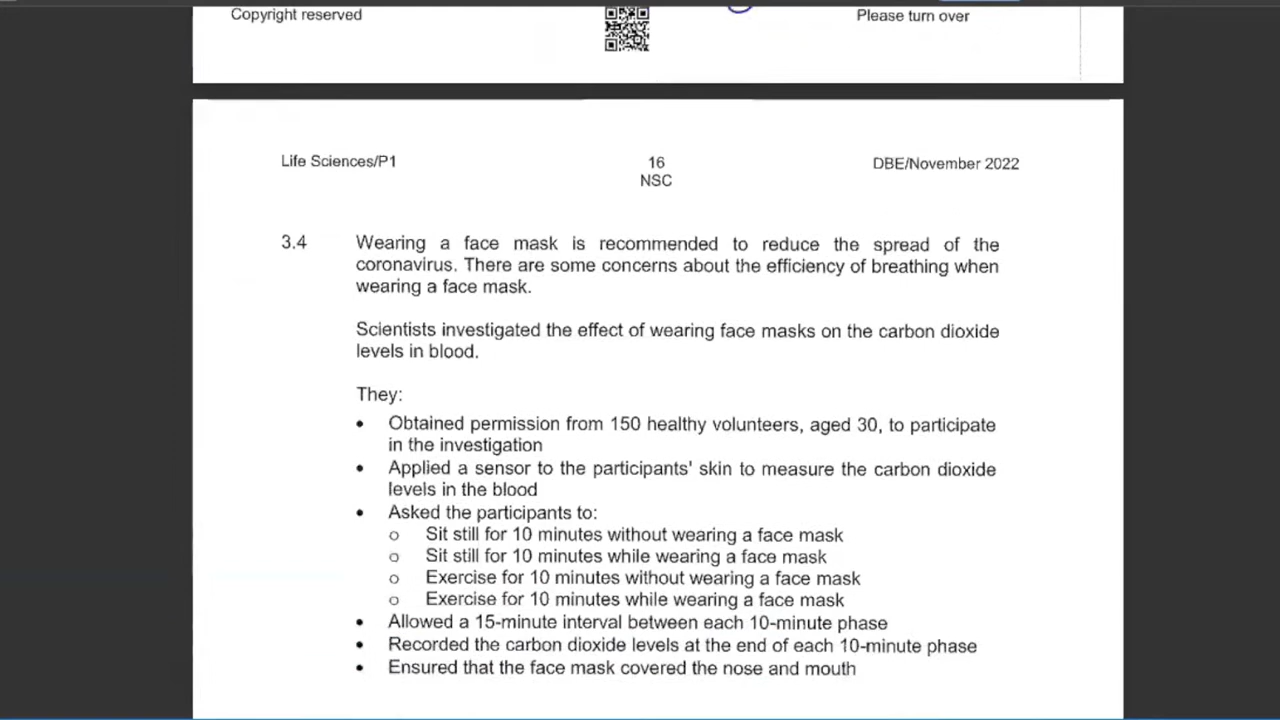 Copyright reserved
Please turn over
Life Sciences/P1
16
DBE/November 2022
NSC
3.4 Wearing a face mask is recommended to reduce the spread of the
coronavirus. There are some concerns about the efficiency of breathing when
wearing a face mask.
Scientists investigated the effect of wearing face masks on the carbon dioxide
levels in blood.
They:
• Obtained permission from 150 healthy volunteers, aged 30, to participate
in the investigation
• Applied a sensor to the participants' skin to measure the carbon dioxide
levels in the blood
• Asked the participants to:
o Sit still for 10 minutes without wearing a face mask
o Sit still for 10 minutes while wearing a face mask
o Exercise for 10 minutes without wearing a face mask
o Exercise for 10 minutes while wearing a face mask
• Allowed a 15-minute interval between each 10-minute phase
• Recorded the carbon dioxide levels at the end of each 10-minute phase
• Ensured that the face mask covered the nose and mouth